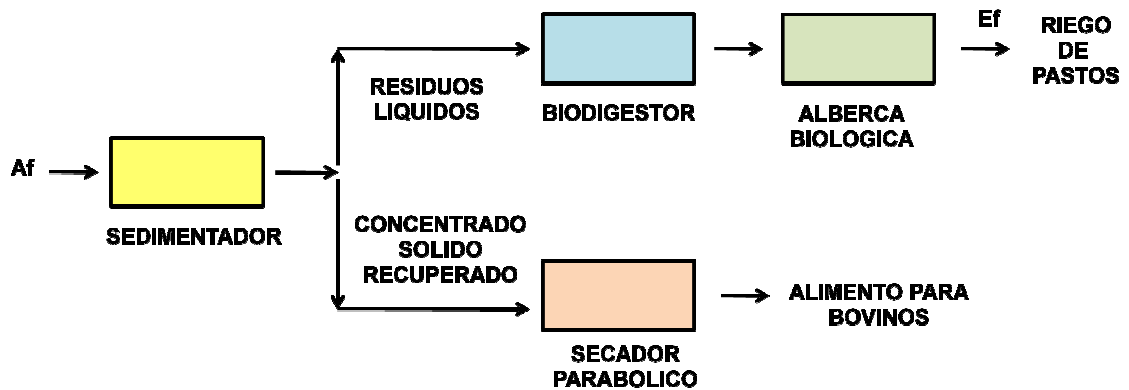 Af
SEDIMENTADOR
RESIDUOS
LIQUIDOS
BIODIGESTOR
ALBERCA
BIOLOGICA
Ef
RIEGO
DE
PASTOS
CONCENTRADO
SOLIDO
RECUPERADO
SECADOR
PARABOLICO
ALIMENTO PARA
BOVINOS